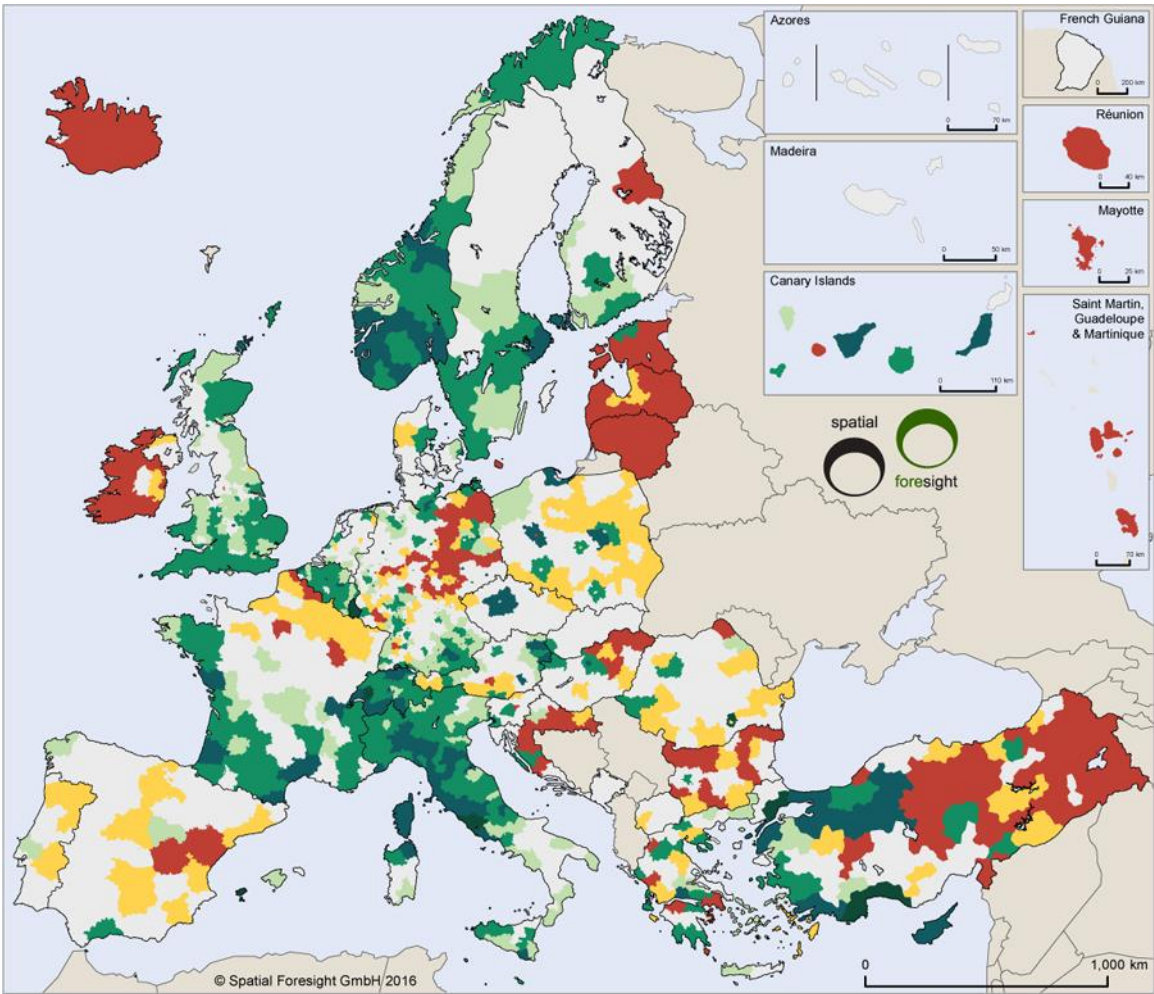 Azores
0 70 km
French Guiana
0 200 km
Réunion
0 40 km
Madeira
0 50 km
Mayotte
0 25 km
Canary Islands
0 110 km
Saint Martin,
Guadeloupe
& Martinique
0 70 km
spatial
foresight
0 1,000 km
© Spatial Foresight GmbH 2016